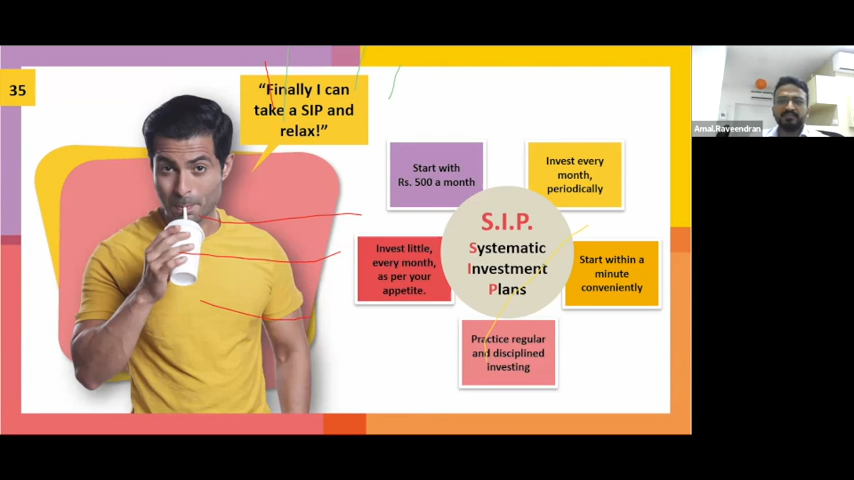 35
“Finally I can
take a SIP and
relax!”
Start with
Rs. 500 a month
Invest every
month,
periodically
S.I.P.
Systematic
Investment
Plans
Invest little,
every month,
as per your
appetite.
Start within a
minute
conveniently
Practice regular
and disciplined
investing
Amal.Raveendran